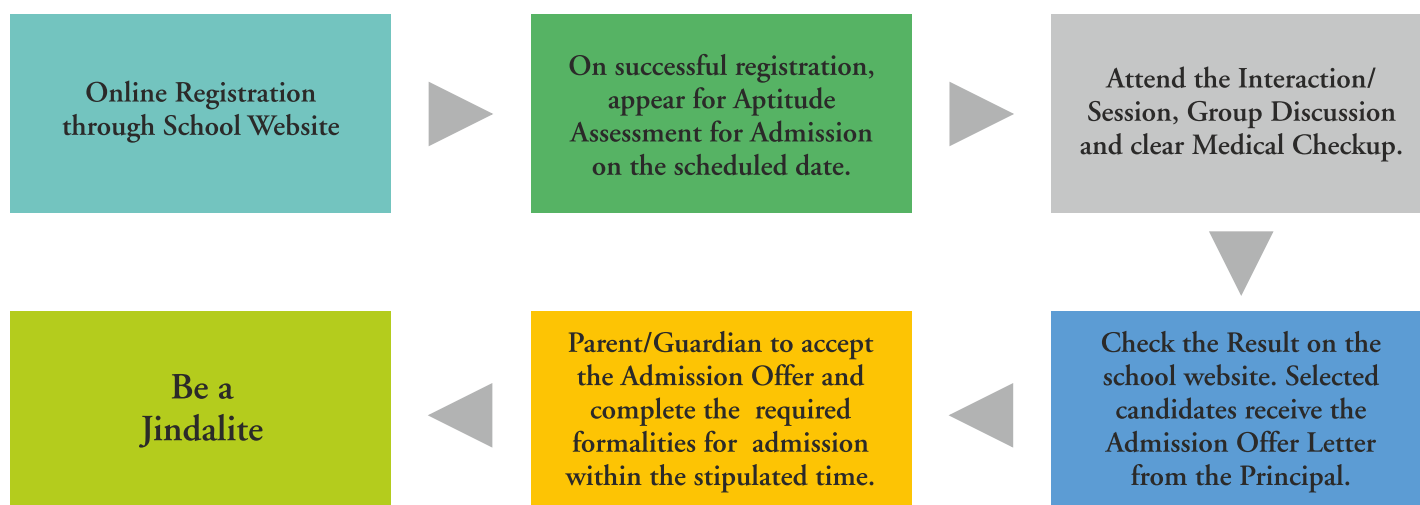 Online Registration
through School Website
On successful registration,
appear for Aptitude
Assessment for Admission
on the scheduled date.
Attend the Interaction/
Session, Group Discussion
and clear Medical Checkup.
Check the Result on the
school website. Selected
candidates receive the
Admission Offer Letter
from the Principal.
Parent/Guardian to accept
the Admission Offer and
complete the  required
formalities for  admission
within the stipulated time.
Be a
Jindalite